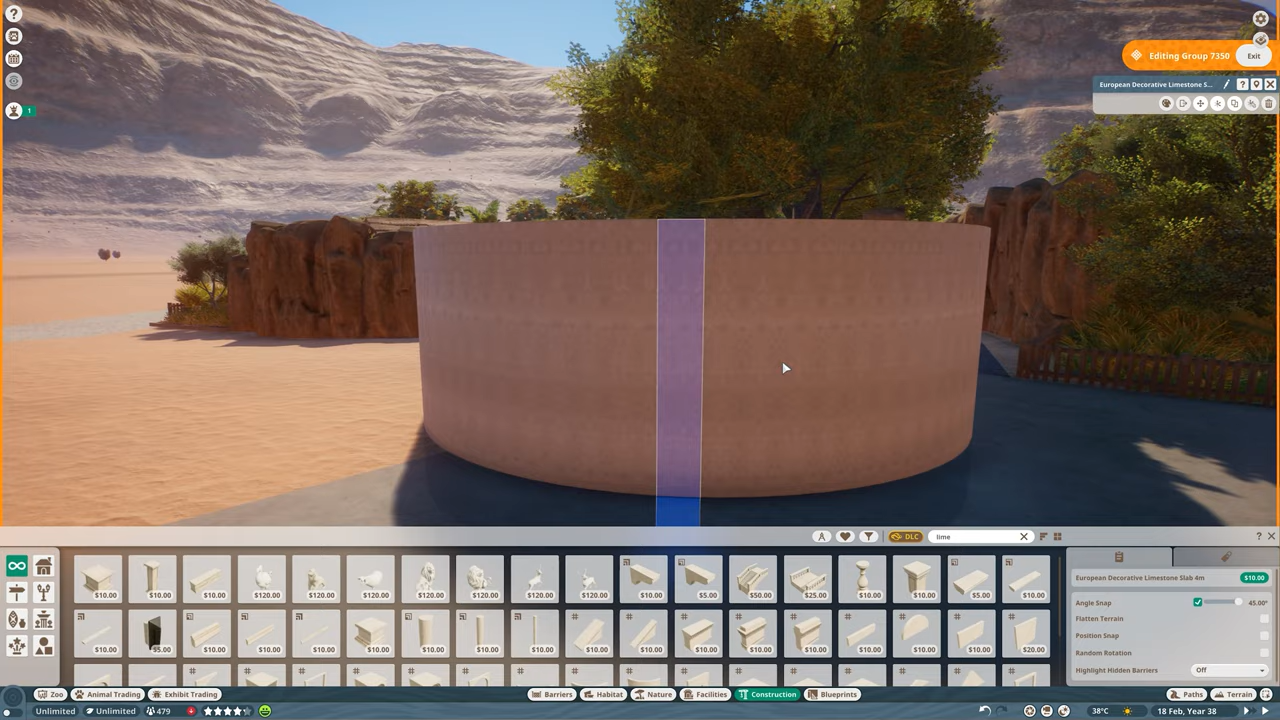 Editing Group 7350
Exit
European Decorative Limestone S...
1
DLC
lime
$10.00 $10.00 $10.00 $120.00 $120.00 $120.00 $120.00 $120.00 $120.00 $120.00 $10.00 $5.00 $50.00 $25.00 $10.00 $10.00 $5.00 $10.00
$10.00 $5.00 $10.00 $10.00 $10.00 $10.00 $10.00 $10.00 $10.00 $10.00 $10.00 $10.00 $10.00 $10.00 $10.00 $10.00 $10.00 $20.00
European Decorative Limestone Slab 4m $10.00
Angle Snap 45.00°
Flatten Terrain
Position Snap
Random Rotation
Highlight Hidden Barriers Off
Zoo Animal Trading Exhibit Trading Barriers Habitat Nature Facilities Construction Blueprints Paths Terrain
Unlimited Unlimited 479 38°C 18 Feb, Year 38